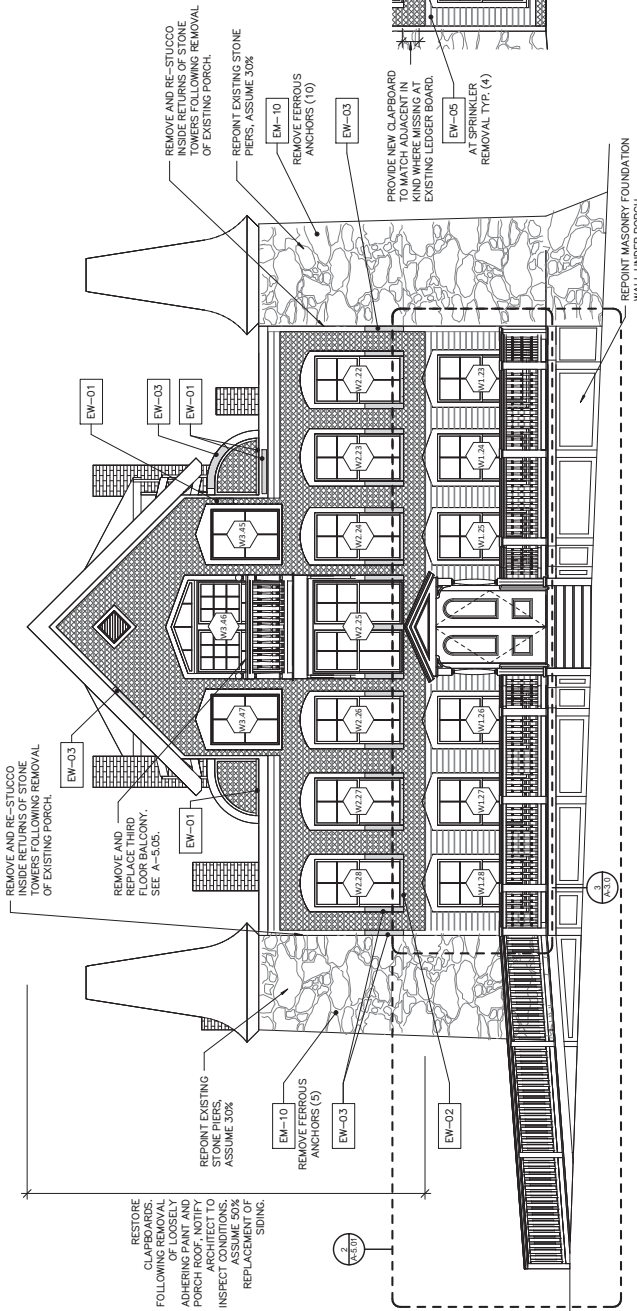 REMOVE AND RE-STUCCO
INSIDE RETURNS OF STONE
TOWERS FOLLOWING REMOVAL
OF EXISTING PORCH.
EW-03
REMOVE AND
REPLACE THIRD
FLOOR BALCONY.
SEE A-5.05.
EW-01
RESTORE
CLAPBOARDS.
FOLLOWING REMOVAL
OF LOOSELY
ADHERING PAINT AND
PORCH ROOF, NOTIFY
ARCHITECT TO
INSPECT CONDITIONS.
ASSUME 50%
REPLACEMENT OF
SIDING.
REPOINT EXISTING
STONE PIERS,
ASSUME 30%
EM-10
REMOVE FERROUS
ANCHORS (5)
EW-03
EW-02
2
A-5.01
3
A-3.0
EW-01
EW-03
EW-01
REMOVE AND RE-STUCCO
INSIDE RETURNS OF STONE
TOWERS FOLLOWING REMOVAL
OF EXISTING PORCH.
REPOINT EXISTING STONE
PIERS, ASSUME 30%
EM-10
REMOVE FERROUS
ANCHORS (10)
EW-03
PROVIDE NEW CLAPBOARD
TO MATCH ADJACENT IN
KIND WHERE MISSING AT
EXISTING LEDGER BOARD.
EW-05
AT SPRINKLER
REMOVAL TYP. (4)
REPOINT MASONRY FOUNDATION
WALL UNDER PORCH
W3.47
W3.46
W3.45
W2.28
W2.27
W2.26
W2.25
W2.24
W2.23
W2.22
W1.28
W1.27
W1.26
W1.25
W1.24
W1.23